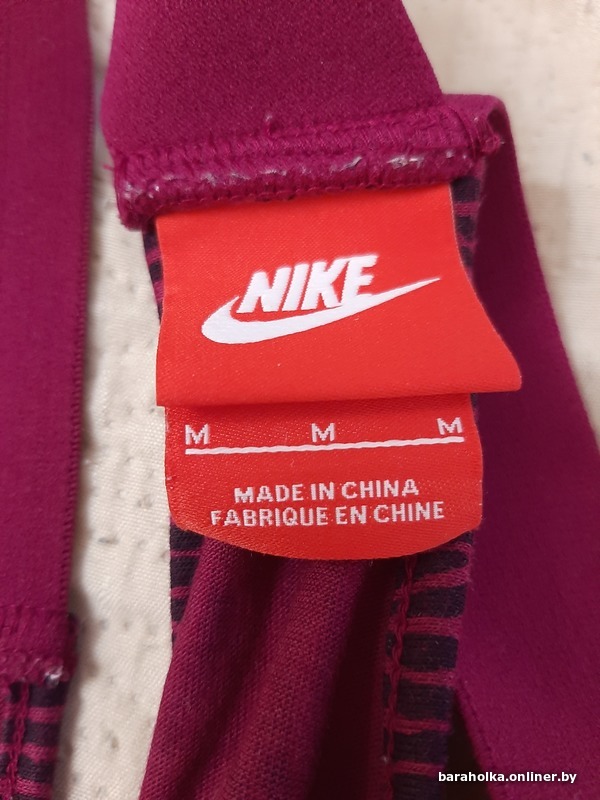 NIKE
M M M
MADE IN CHINA
FABRIQUE EN CHINE
baraholka.onliner.by